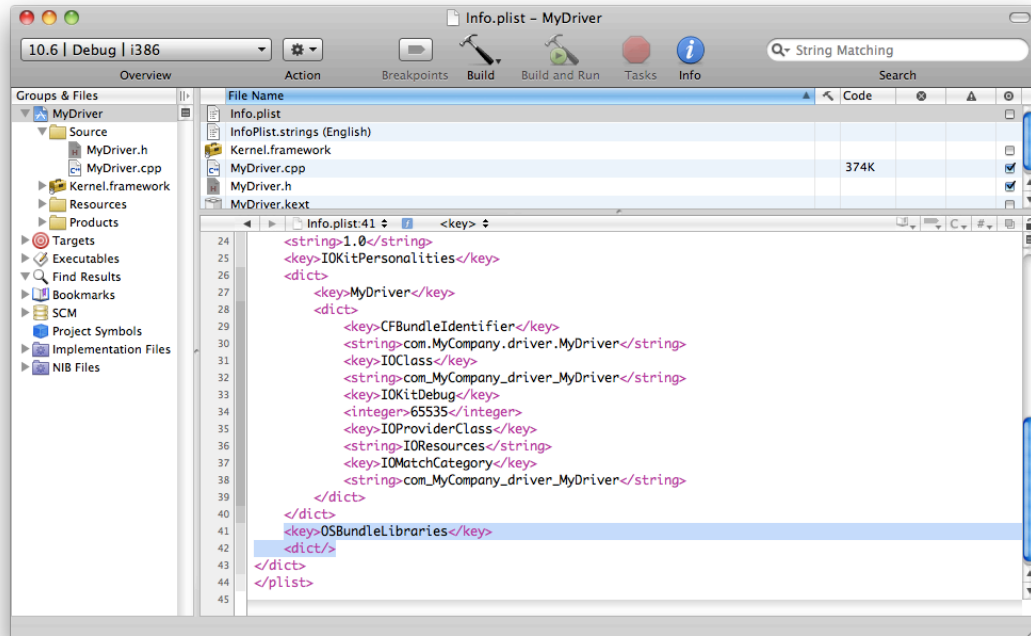 Info.plist – MyDriver
10.6 | Debug | i386
String Matching
Overview
Action
Breakpoints
Build
Build and Run
Tasks
Info
Search
Groups & Files
File Name
Code
MyDriver
Info.plist
Source
InfoPlist.strings (English)
MyDriver.h
Kernel.framework
MyDriver.cpp
MyDriver.cpp
374K
Kernel.framework
MyDriver.h
Resources
MyDriver.kext
Products
Info.plist:41
<key>
Targets
Executables
Find Results
Bookmarks
SCM
Project Symbols
Implementation Files
NIB Files
24 <string>1.0</string>
25 <key>IOKitPersonalities</key>
26 <dict>
27 <key>MyDriver</key>
28 <dict>
29 <key>CFBundleIdentifier</key>
30 <string>com.MyCompany.driver.MyDriver</string>
31 <key>IOClass</key>
32 <string>com_MyCompany_driver_MyDriver</string>
33 <key>IOKitDebug</key>
34 <integer>65535</integer>
35 <key>IOProviderClass</key>
36 <string>IOResources</string>
37 <key>IOMatchCategory</key>
38 <string>com_MyCompany_driver_MyDriver</string>
39 </dict>
40 </dict>
41 <key>OSBundleLibraries</key>
42 <dict/>
43 </dict>
44 </plist>
45